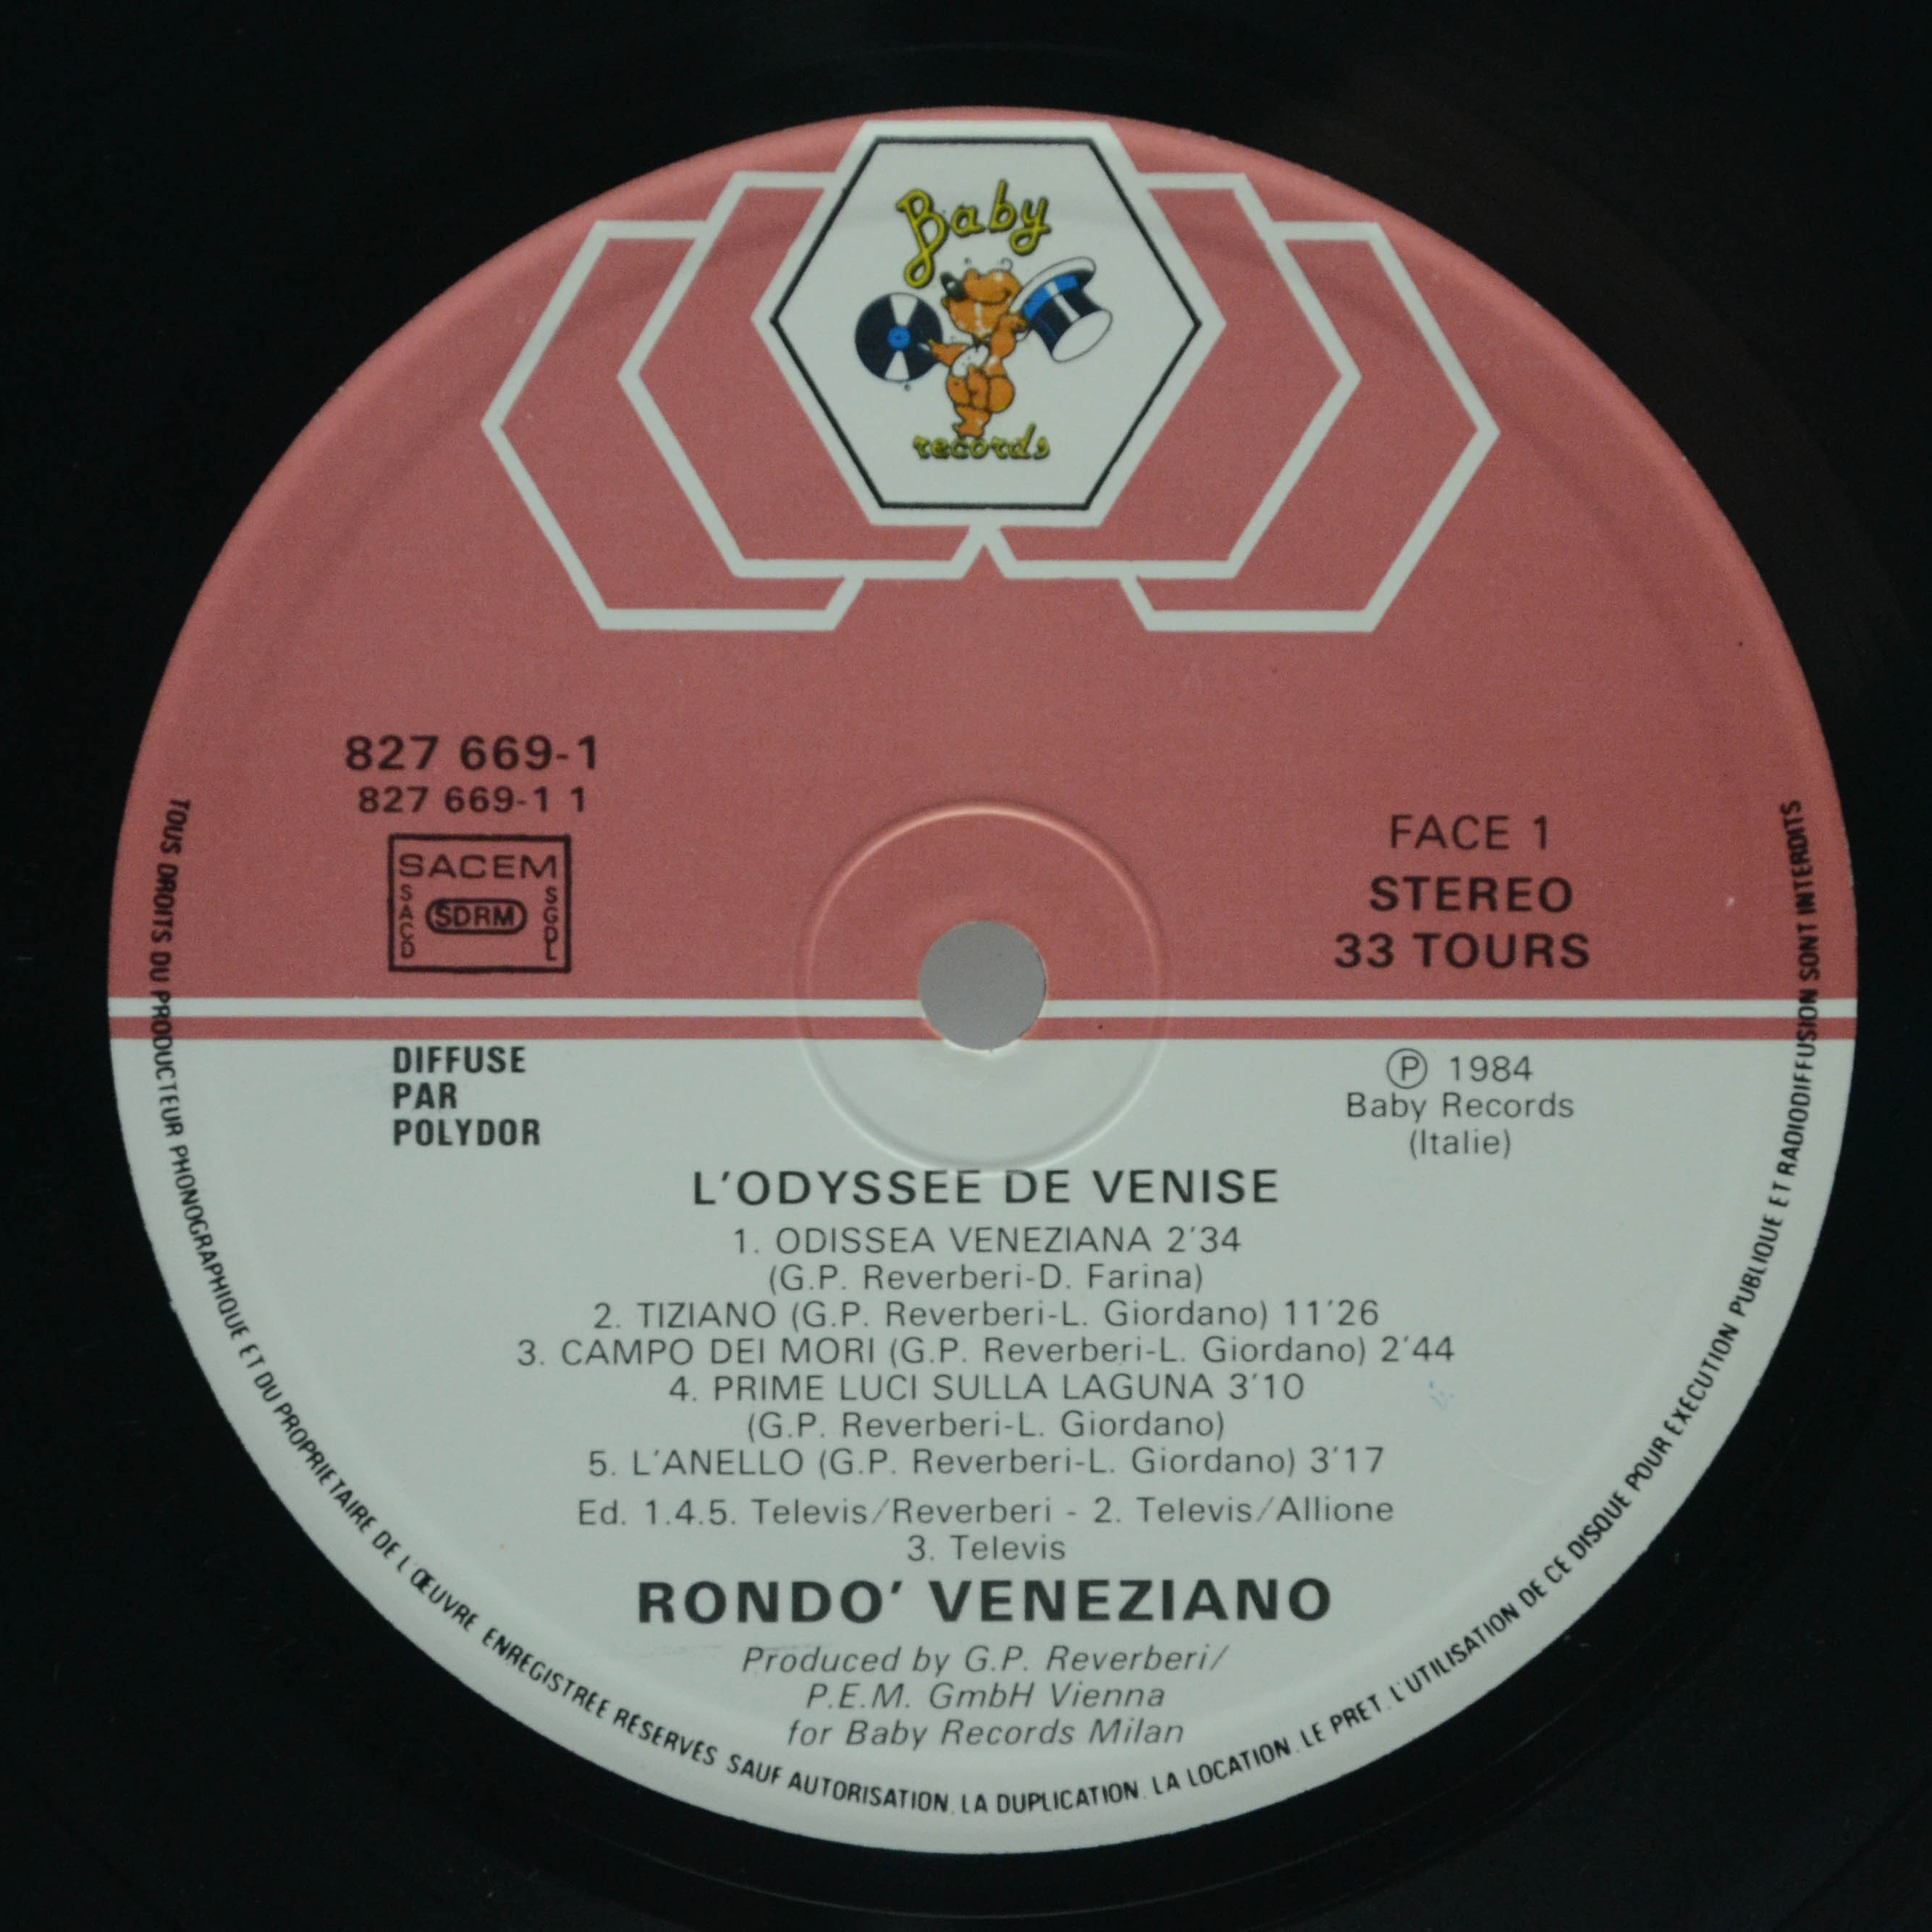 Baby
records
827 669-1
827 669-1 1
SACEM
SACD
SDRM
SGDL
FACE 1
STEREO
33 TOURS
DIFFUSE
PAR
POLYDOR
℗ 1984
Baby Records
(Italie)
L'ODYSSEE DE VENISE
1. ODISSEA VENEZIANA 2'34
(G.P. Reverberi-D. Farina)
2. TIZIANO (G.P. Reverberi-L. Giordano) 11'26
3. CAMPO DEI MORI (G.P. Reverberi-L. Giordano) 2'44
4. PRIME LUCI SULLA LAGUNA 3'10
(G.P. Reverberi-L. Giordano)
5. L'ANELLO (G.P. Reverberi-L. Giordano) 3'17
Ed. 1.4.5. Televis/Reverberi - 2. Televis/Allione
3. Televis
RONDO' VENEZIANO
Produced by G.P. Reverberi/
P.E.M. GmbH Vienna
for Baby Records Milan
TOUS DROITS DU PRODUCTEUR PHONOGRAPHIQUE ET DU PROPRIETAIRE DE L'ŒUVRE ENREGISTRÉE RÉSERVÉS SAUF AUTORISATION. LA DUPLICATION. LA LOCATION. LE PRET. L'UTILISATION DE CE DISQUE POUR EXÉCUTION PUBLIQUE ET RADIODIFFUSION SONT INTERDITS